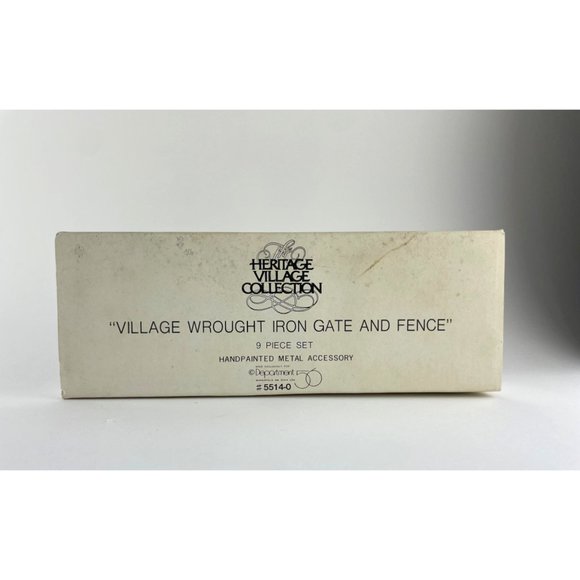 The
HERITAGE
VILLAGE
COLLECTION
"VILLAGE WROUGHT IRON GATE AND FENCE"
9 PIECE SET
HANDPAINTED METAL ACCESSORY
©Department 56
# 5514-0